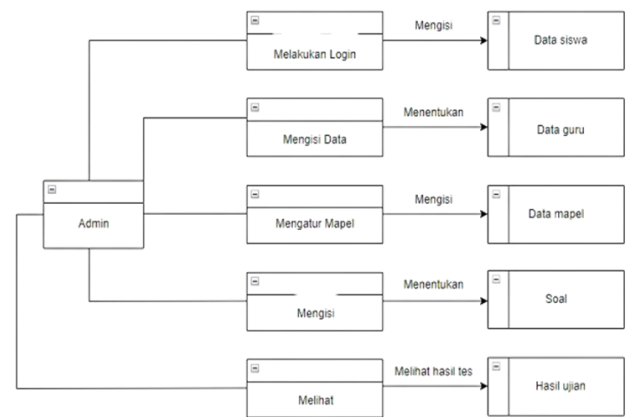 Mengisi
Melakukan Login
Data siswa
Menentukan
Mengisi Data
Data guru
Admin
Mengisi
Mengatur Mapel
Data mapel
Menentukan
Mengisi
Soal
Melihat hasil tes
Melihat
Hasil ujian